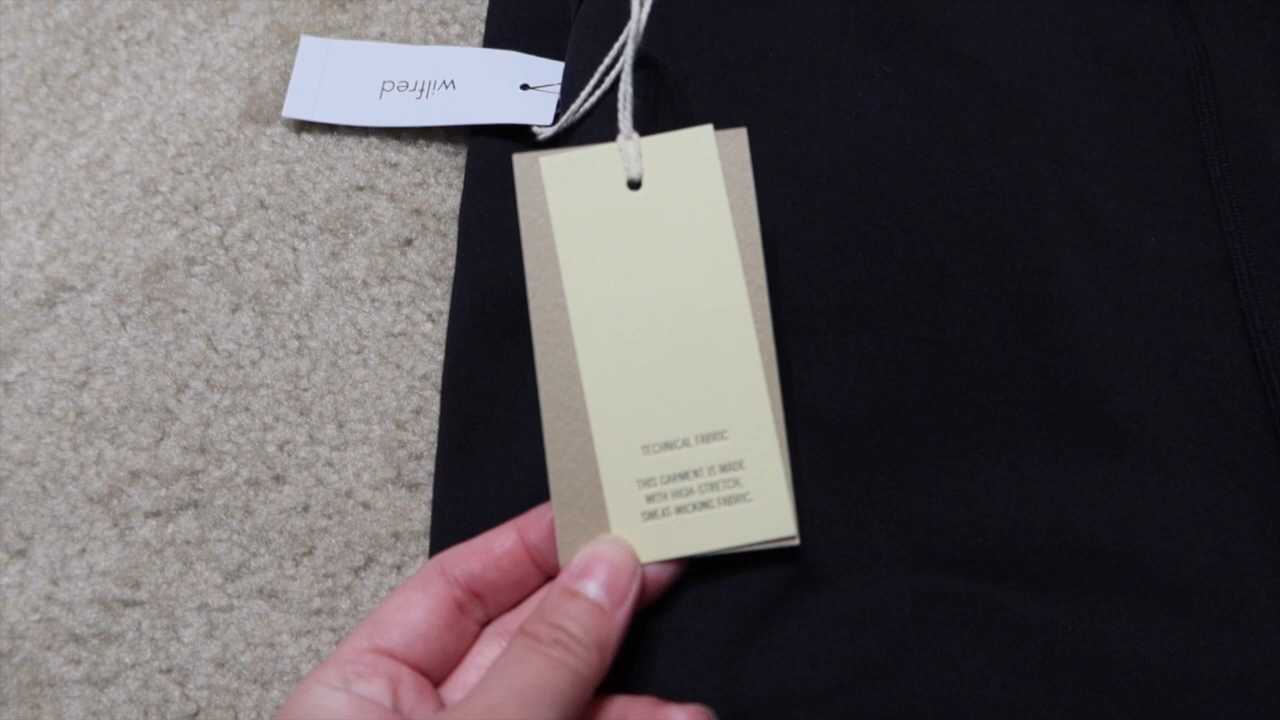 wilfred
TECHNICAL FABRIC
THIS GARMENT IS MADE
WITH HIGH-STRETCH,
SWEAT-WICKING FABRIC.